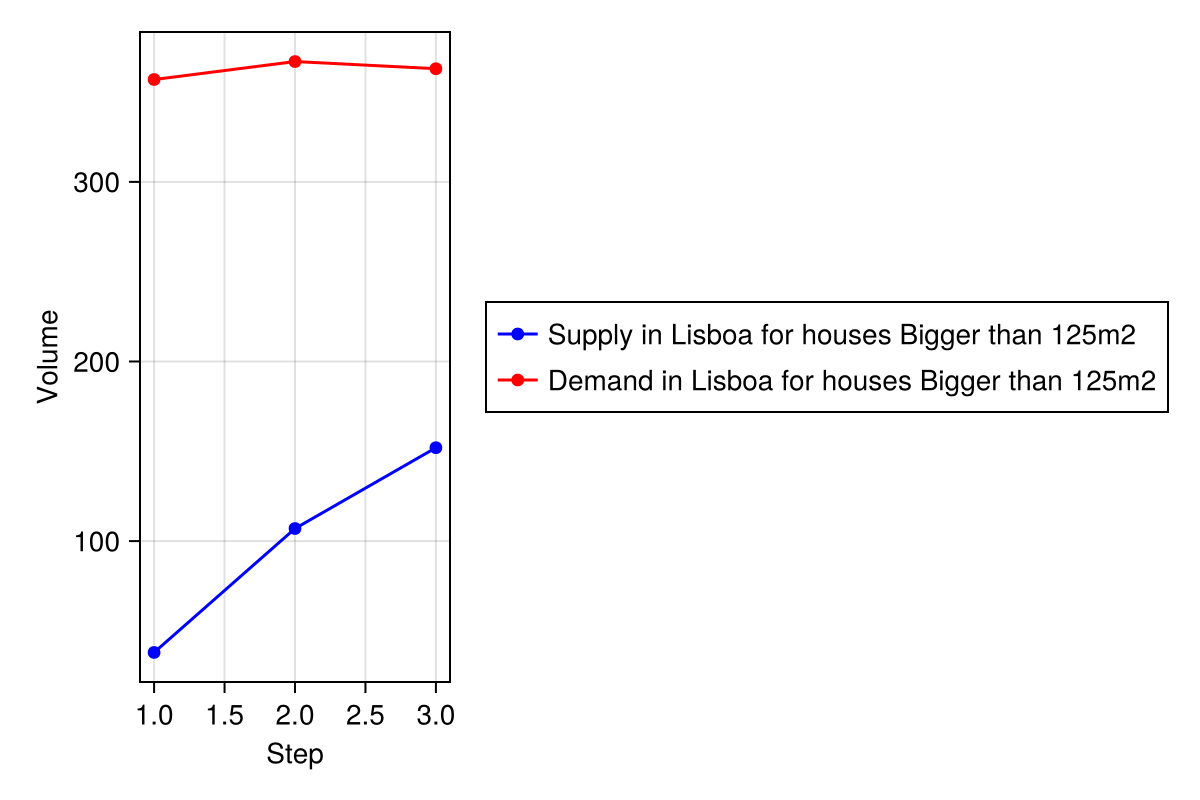 300
200
100
Volume
1.0 1.5 2.0 2.5 3.0
Step
Supply in Lisboa for houses Bigger than 125m2
Demand in Lisboa for houses Bigger than 125m2